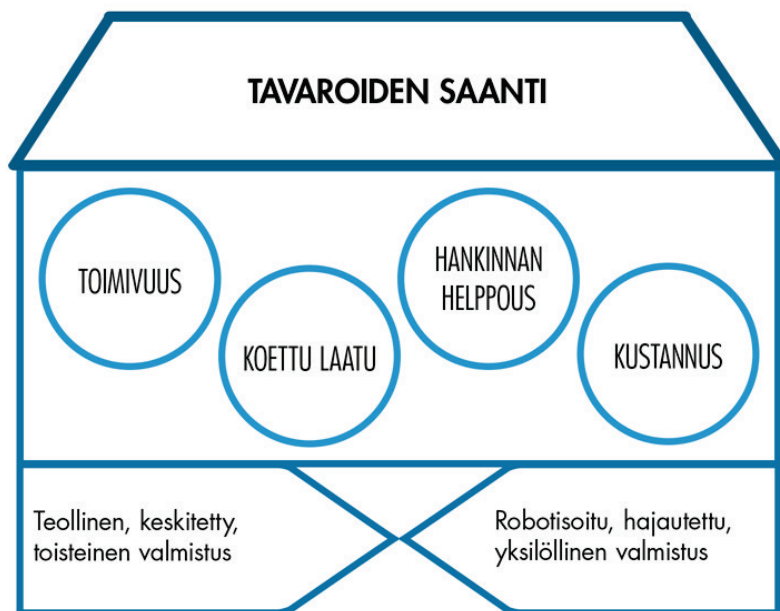 TAVAROIDEN SAANTI
TOIMIVUUS
KOETTU LAATU
HANKINNAN
HELPPOUS
KUSTANNUS
Teollinen, keskitetty,
toisteinen valmistus
Robotisoitu, hajautettu,
yksilöllinen valmistus